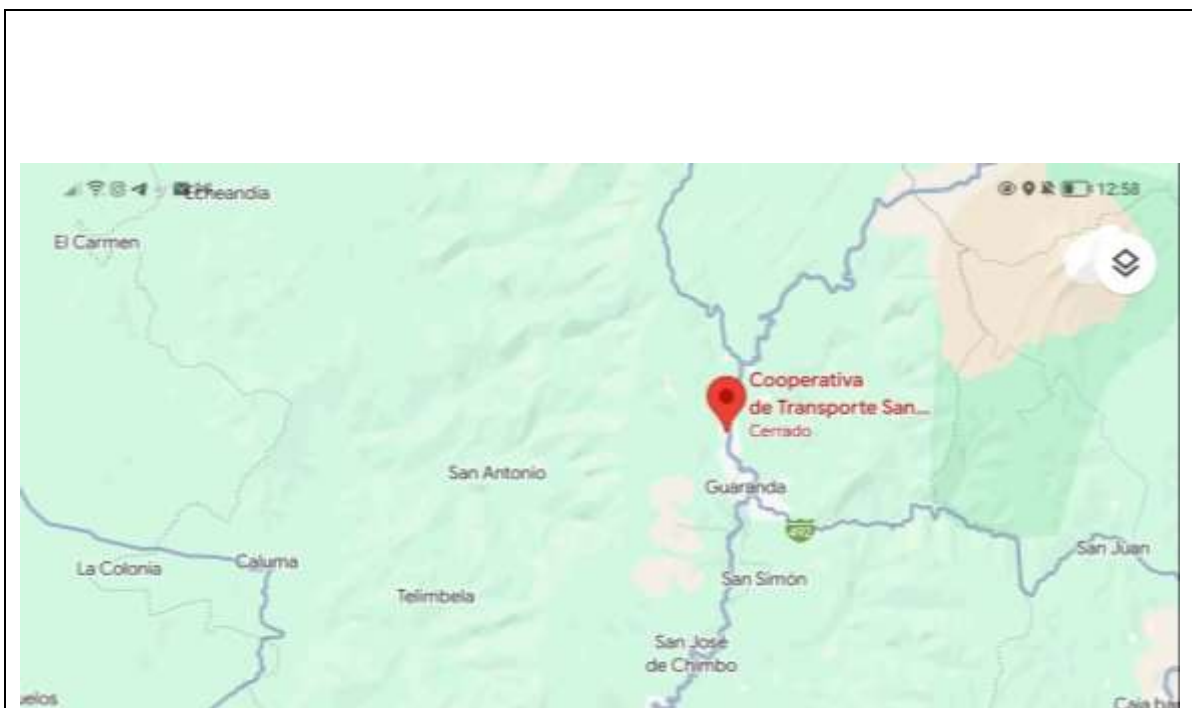 Echeandia
12:58
El Carmen
Cooperativa
de Transporte San...
Cerrado
San Antonio
Guaranda
La Colonia
Caluma
San Juan
San Simón
Telimbela
San José
de Chimbo